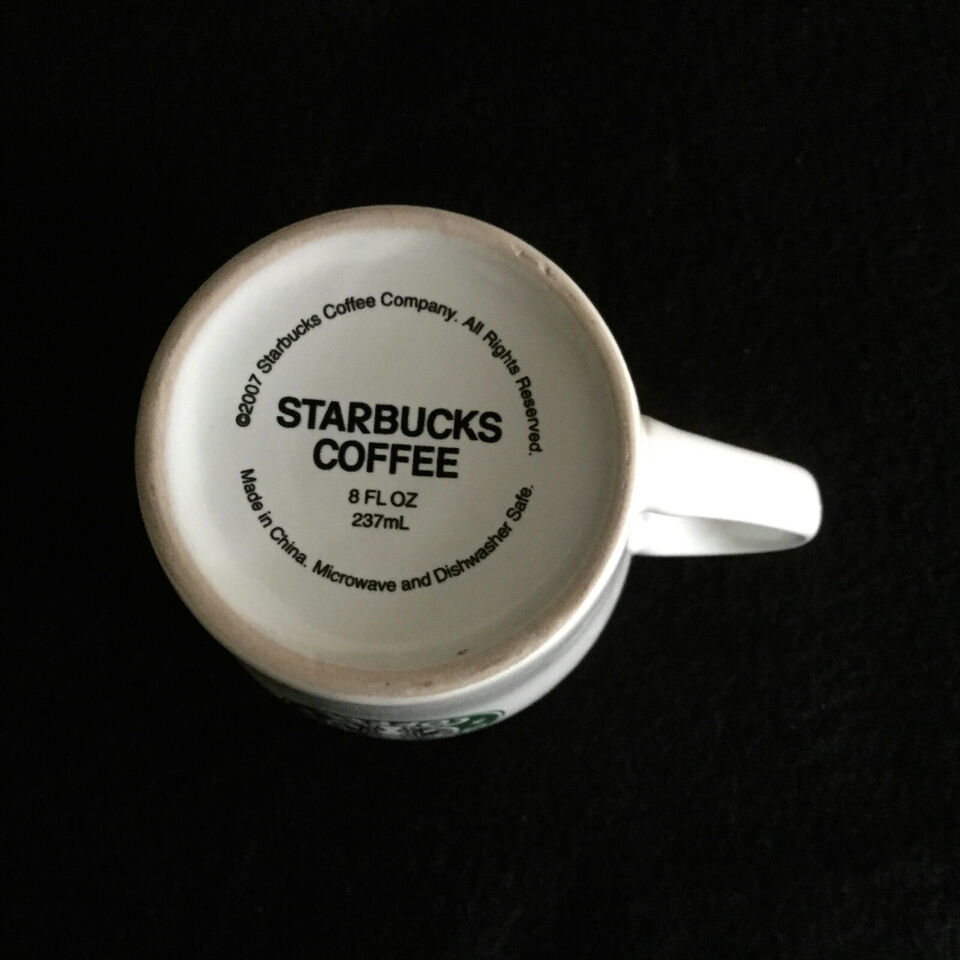 ©2007 Starbucks Coffee Company. All Rights Reserved.
STARBUCKS
COFFEE
8 FL OZ
237mL
Made in China. Microwave and Dishwasher Safe.